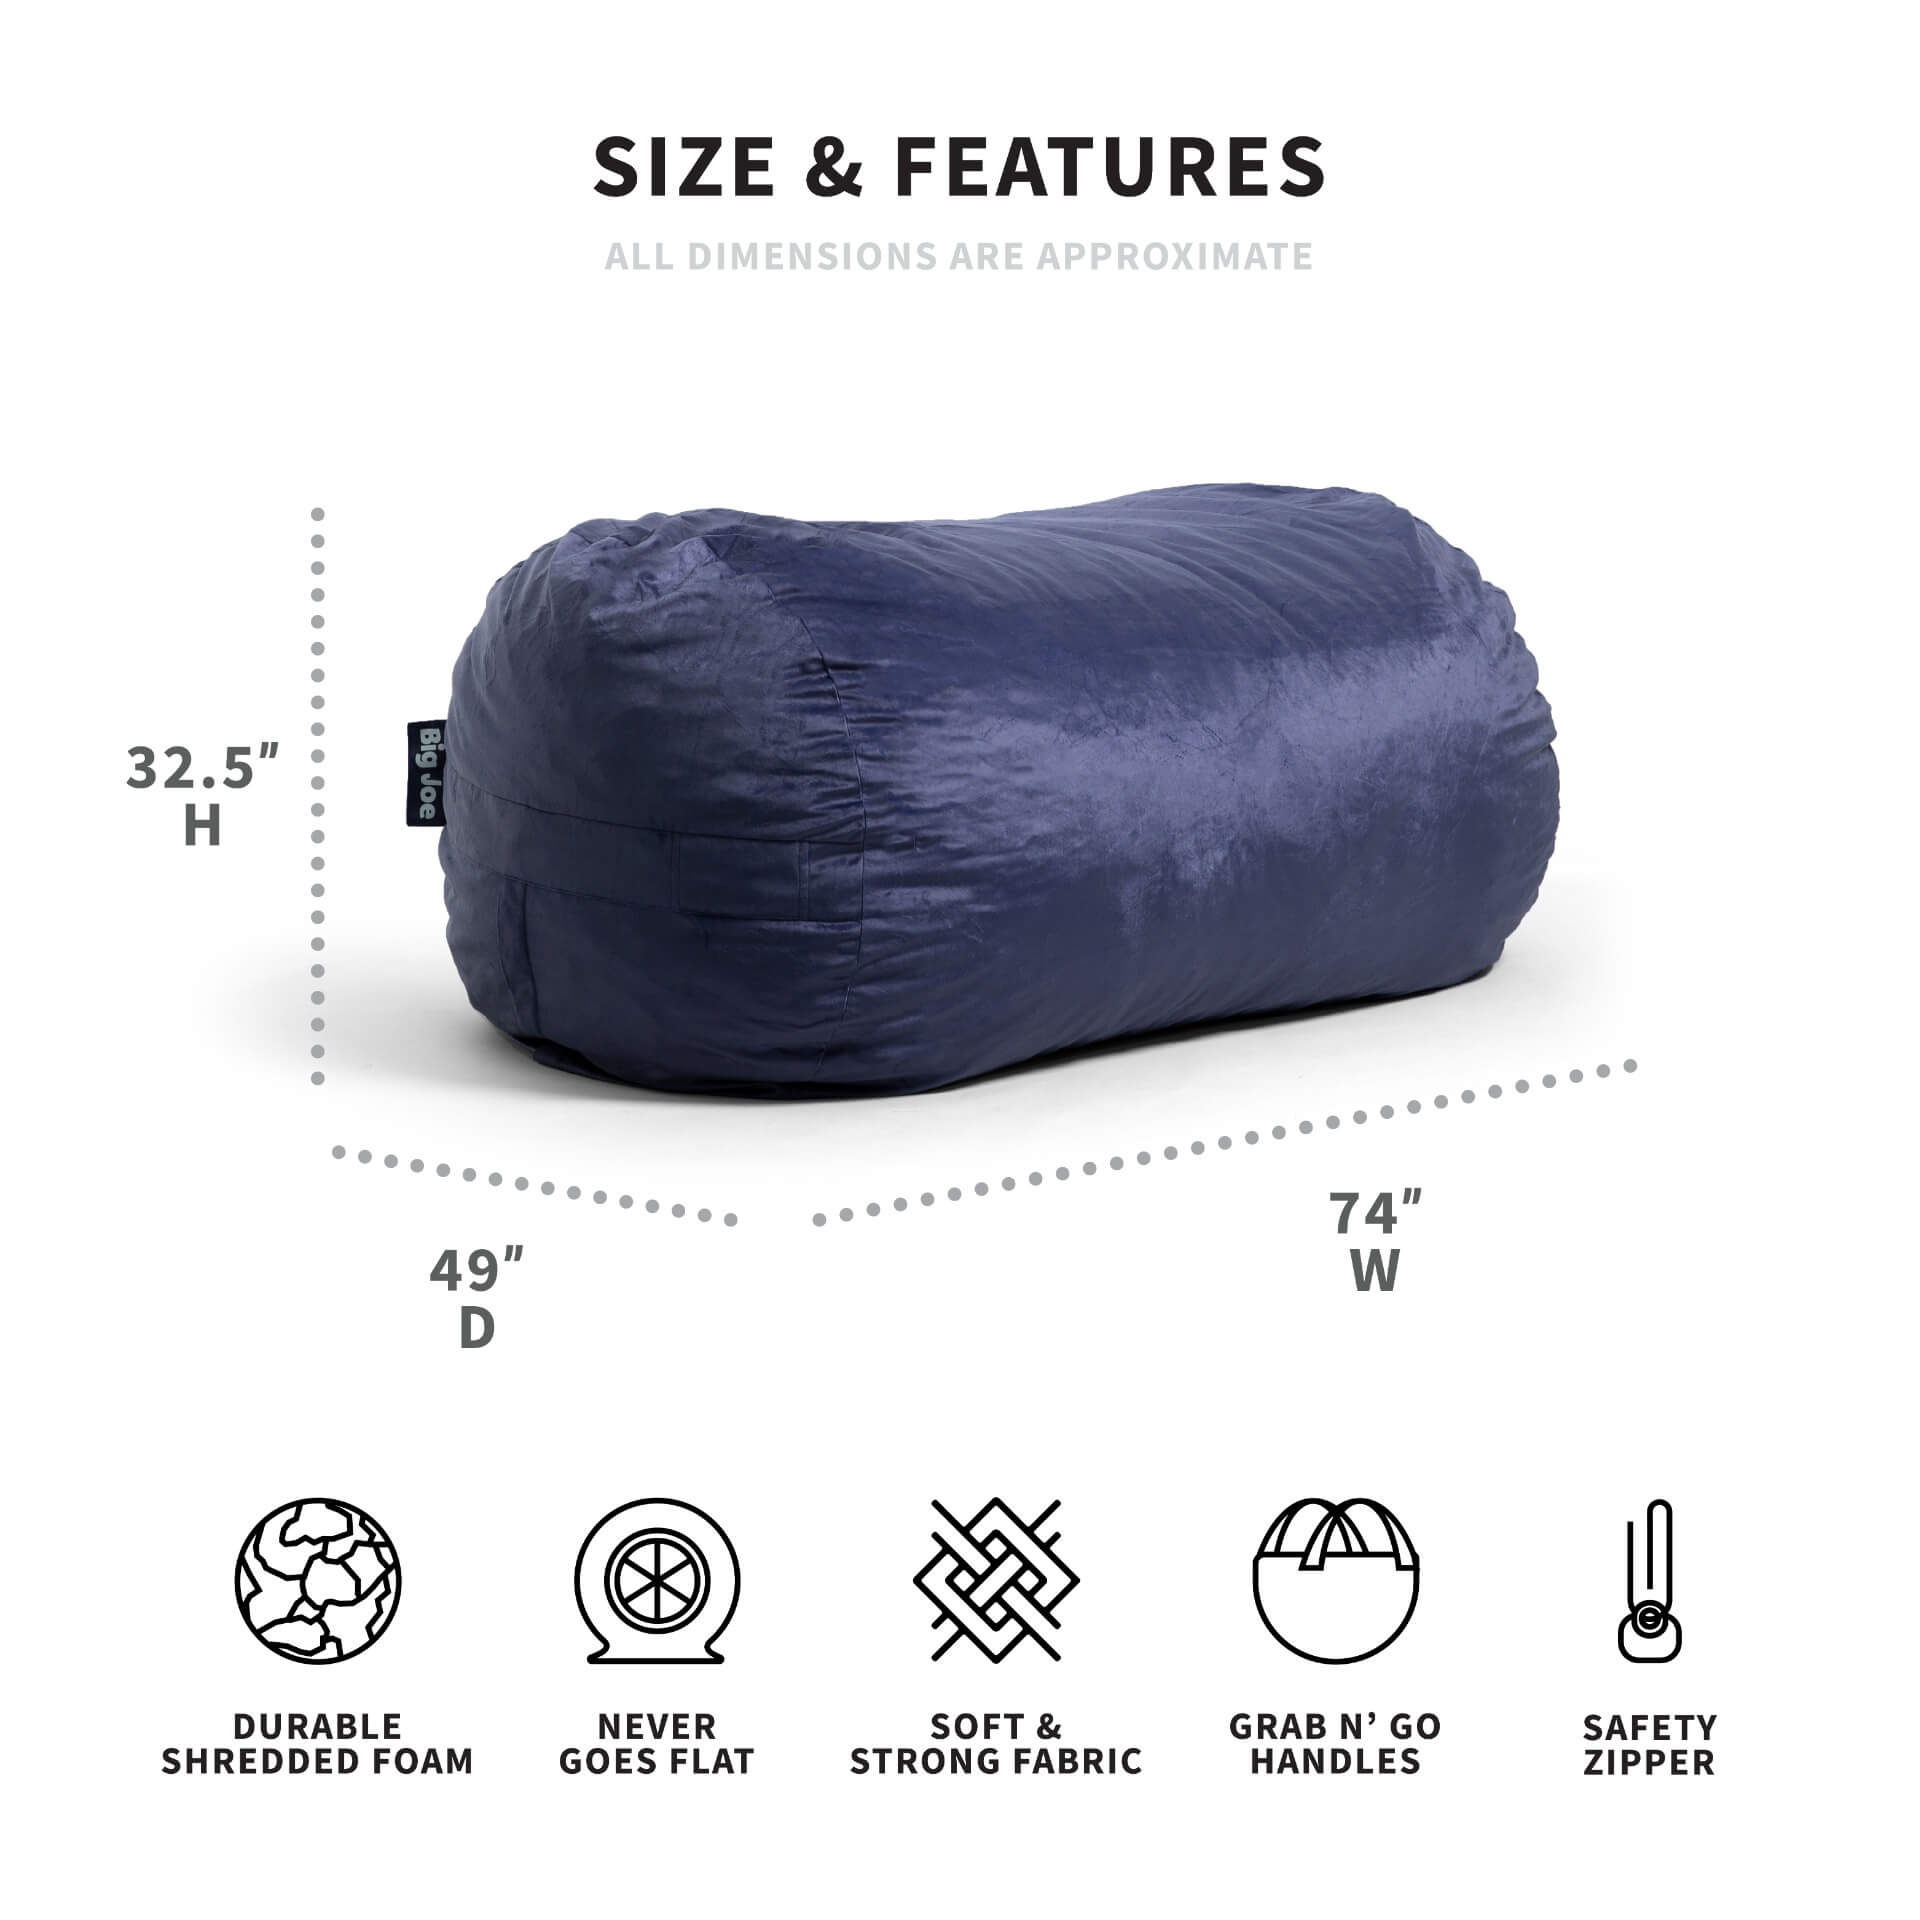 SIZE & FEATURES
ALL DIMENSIONS ARE APPROXIMATE
32.5"
H
Big Joe
49"
D
74"
W
DURABLE
SHREDDED FOAM
NEVER
GOES FLAT
SOFT &
STRONG FABRIC
GRAB N’ GO
HANDLES
SAFETY
ZIPPER